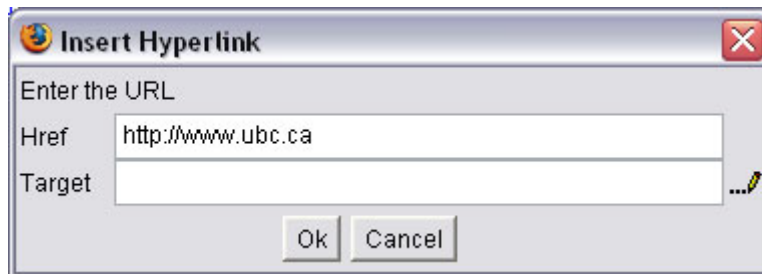 Insert Hyperlink
Enter the URL
Href http://www.ubc.ca
Target ...
Ok Cancel